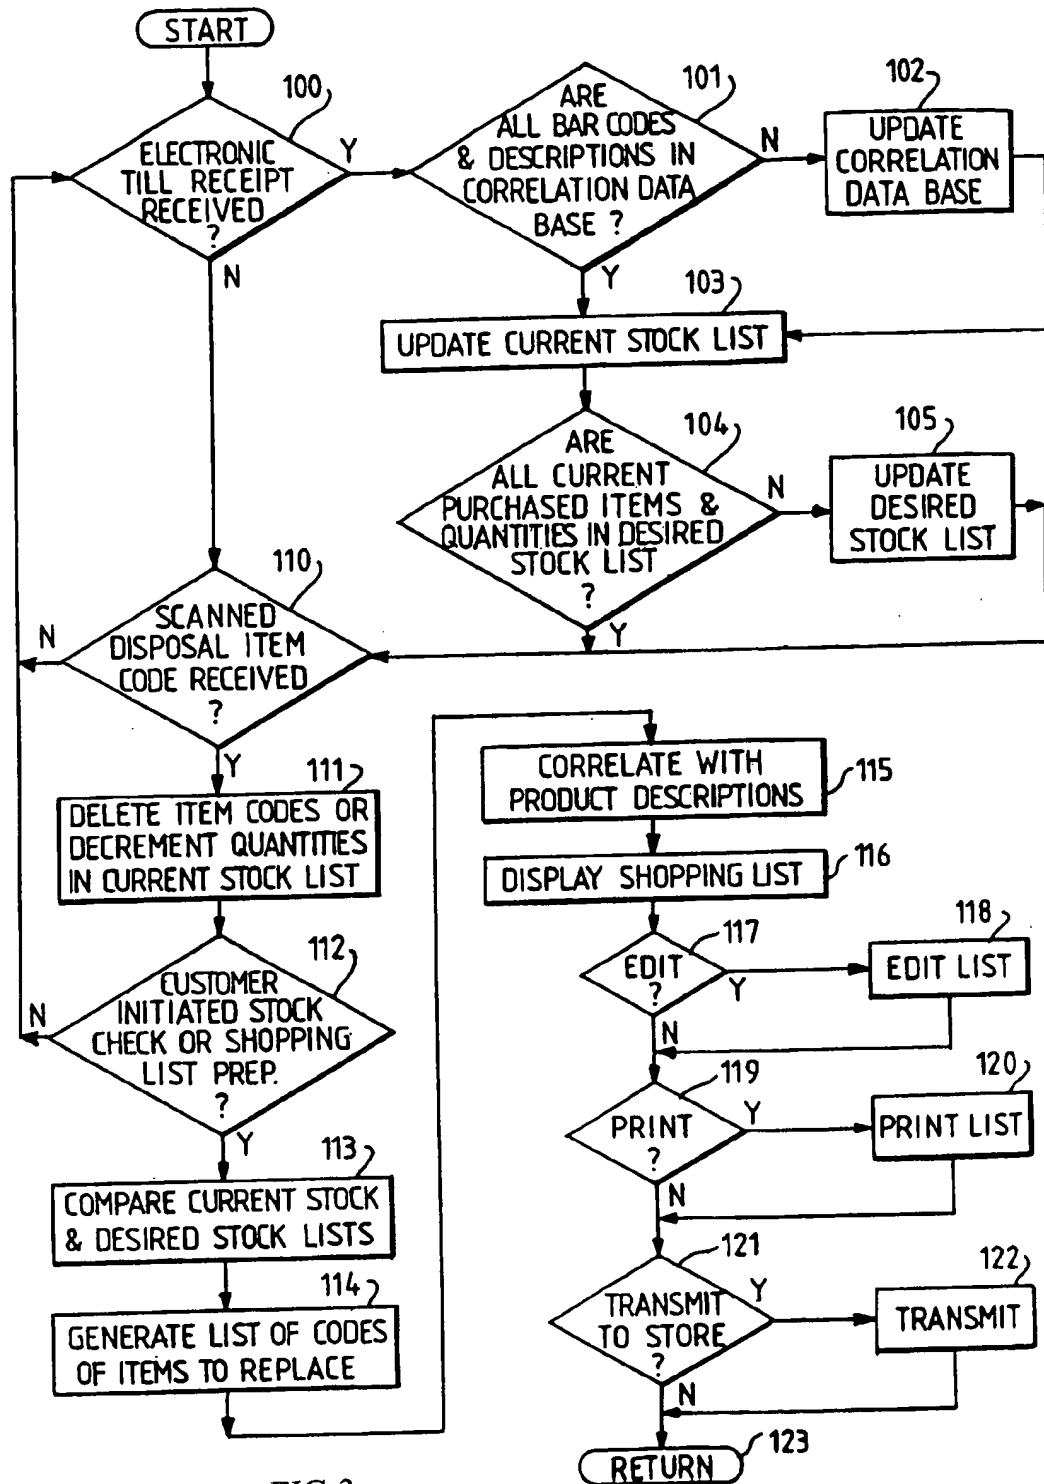 START
100
ELECTRONIC
TILL RECEIPT
RECEIVED
?
Y
N
101
ARE
ALL BAR CODES
& DESCRIPTIONS IN
CORRELATION DATA
BASE ?
N
Y
102
UPDATE
CORRELATION
DATA BASE
103
UPDATE CURRENT STOCK LIST
104
ARE
ALL CURRENT
PURCHASED ITEMS &
QUANTITIES IN DESIRED
STOCK LIST
?
N
Y
105
UPDATE
DESIRED
STOCK LIST
110
SCANNED
DISPOSAL ITEM
CODE RECEIVED
?
N
Y
111
DELETE ITEM CODES OR
DECREMENT QUANTITIES
IN CURRENT STOCK LIST
112
CUSTOMER
INITIATED STOCK
CHECK OR SHOPPING
LIST PREP.
?
N
Y
113
COMPARE CURRENT STOCK
& DESIRED STOCK LISTS
114
GENERATE LIST OF CODES
OF ITEMS TO REPLACE
CORRELATE WITH
PRODUCT DESCRIPTIONS
115
DISPLAY SHOPPING LIST
116
117
EDIT
?
Y
N
118
EDIT LIST
119
PRINT
?
Y
N
120
PRINT LIST
121
TRANSMIT
TO STORE
?
Y
N
122
TRANSMIT
123
RETURN